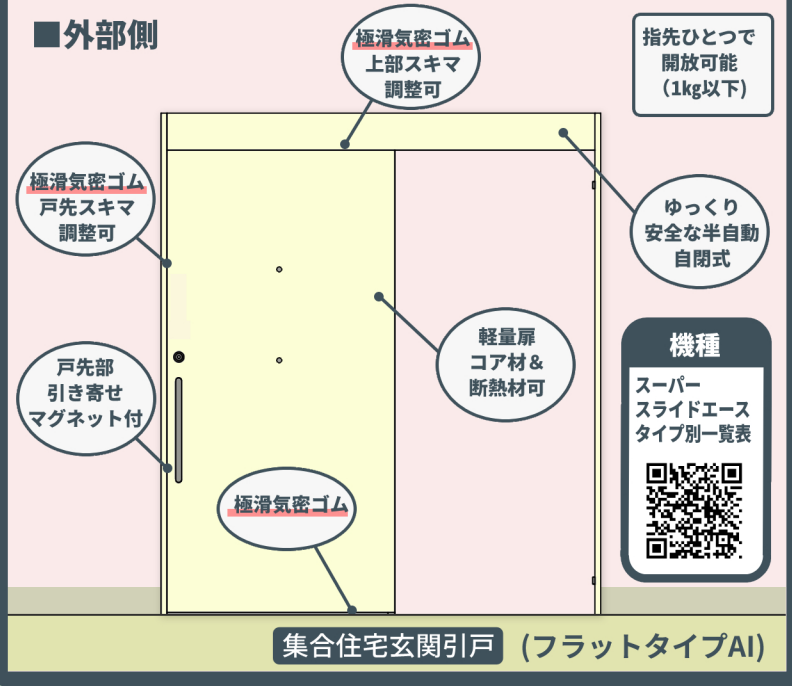 ■外部側
極滑気密ゴム
上部スキマ
調整可
指先ひとつで
開放可能
（1kg以下）
極滑気密ゴム
戸先スキマ
調整可
ゆっくり
安全な半自動
自閉式
軽量扉
コア材＆
断熱材可
戸先部
引き寄せ
マグネット付
機種
スーパー
スライドエース
タイプ別一覧表
極滑気密ゴム
集合住宅玄関引戸 (フラットタイプAI)